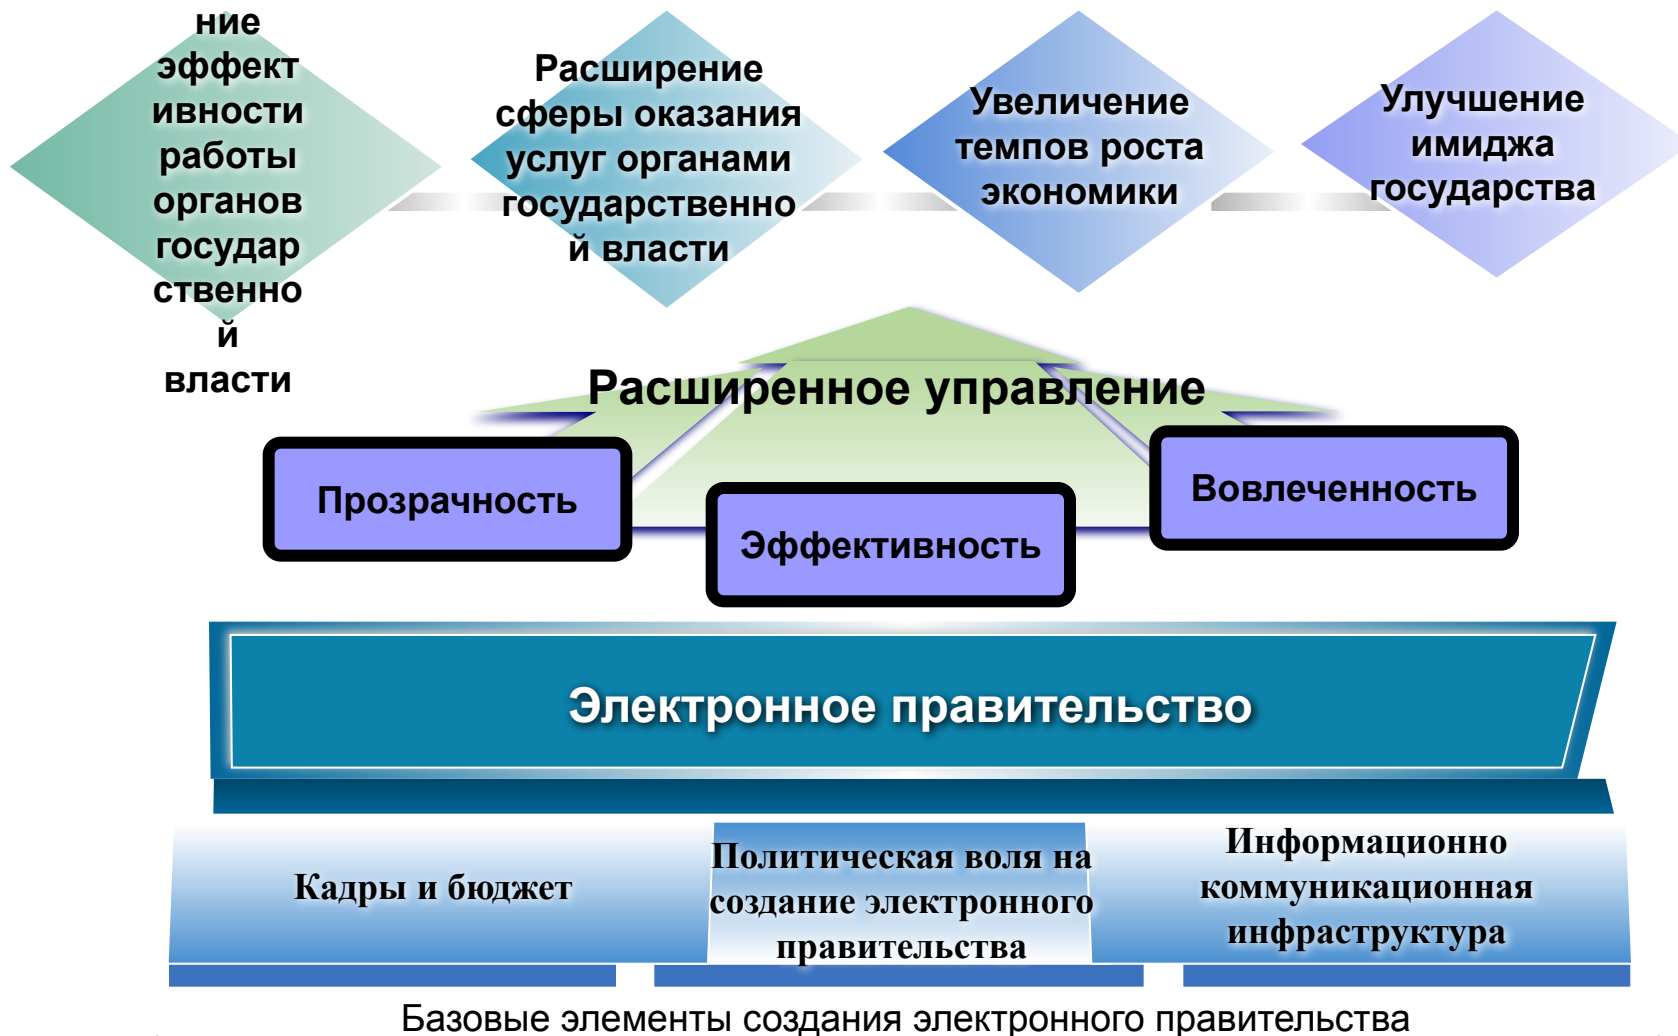 ние
эффект
ивности
работы
органов
государ
ственно
й
власти
Расширение
сферы оказания
услуг органами
государственно
й власти
Увеличение
темпов роста
экономики
Улучшение
имиджа
государства
Расширенное управление
Прозрачность
Эффективность
Вовлеченность
Электронное правительство
Кадры и бюджет
Политическая воля на
создание электронного
правительства
Информационно
коммуникационная
инфраструктура
Базовые элементы создания электронного правительства